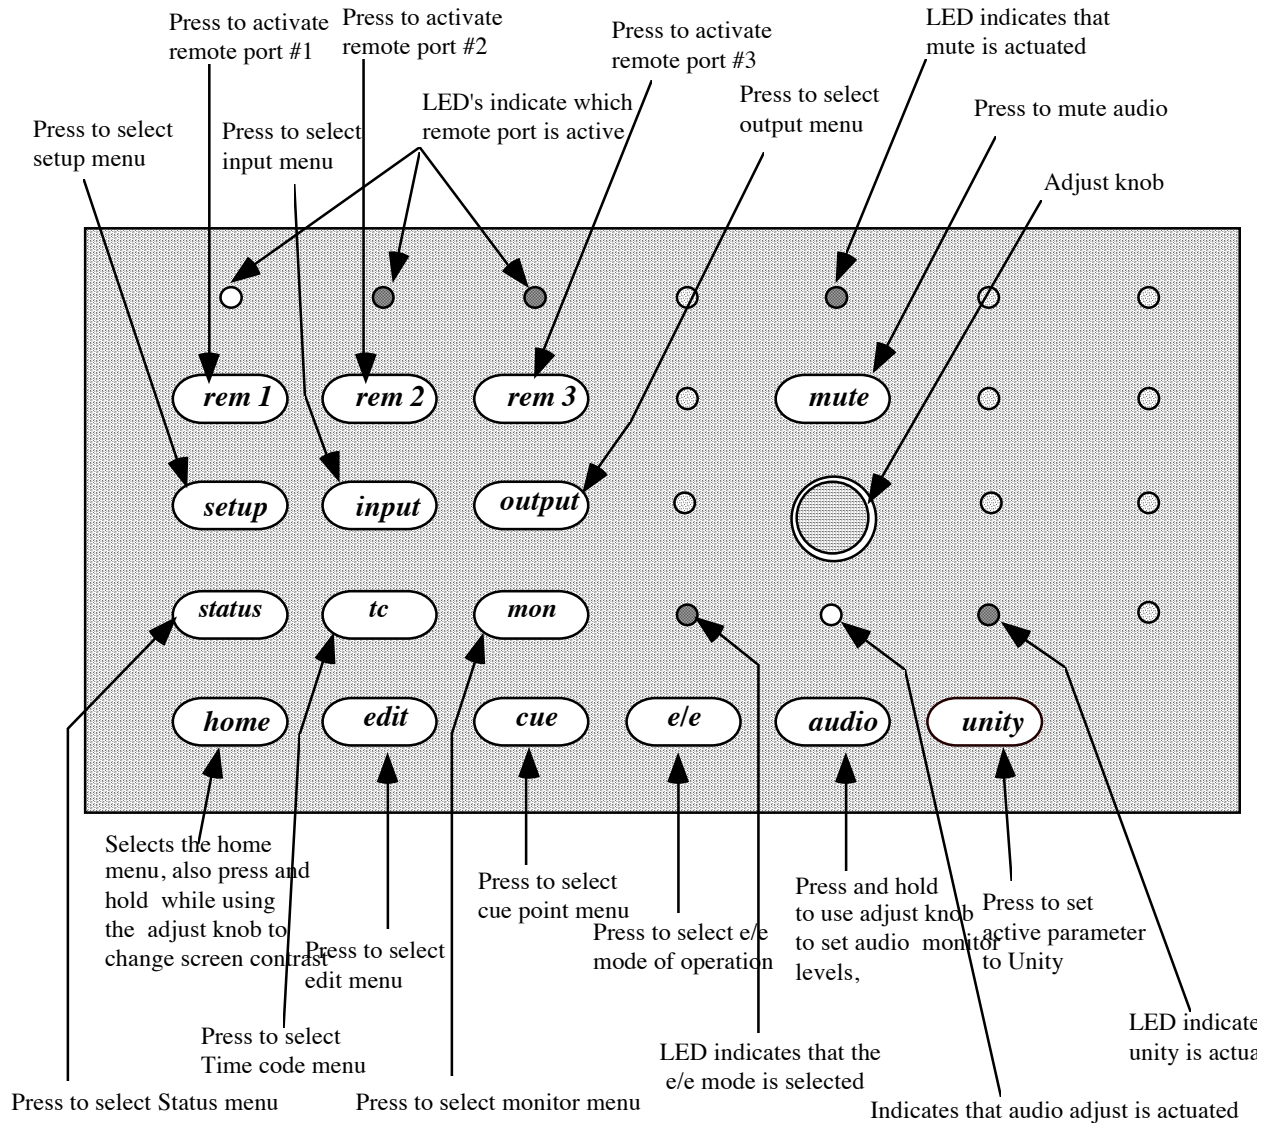 Press to activate
remote port #1
Press to activate
remote port #2
Press to activate
remote port #3
LED indicates that
mute is actuated
LED's indicate which
remote port is active
Press to select
output menu
Press to mute audio
Press to select
setup menu
Press to select
input menu
Adjust knob
rem 1
rem 2
rem 3
mute
setup
input
output
status
tc
mon
home
edit
cue
e/e
audio
unity
Selects the home
menu, also press and
hold while using
the adjust knob to
change screen contrast
Press to select
edit menu
Press to select
cue point menu
Press to select e/e
mode of operation
Press and hold
to use adjust knob
to set audio monitor
levels,
Press to set
active parameter
to Unity
LED indicate
unity is actua
Press to select
Time code menu
LED indicates that the
e/e mode is selected
Press to select Status menu
Press to select monitor menu
Indicates that audio adjust is actuated